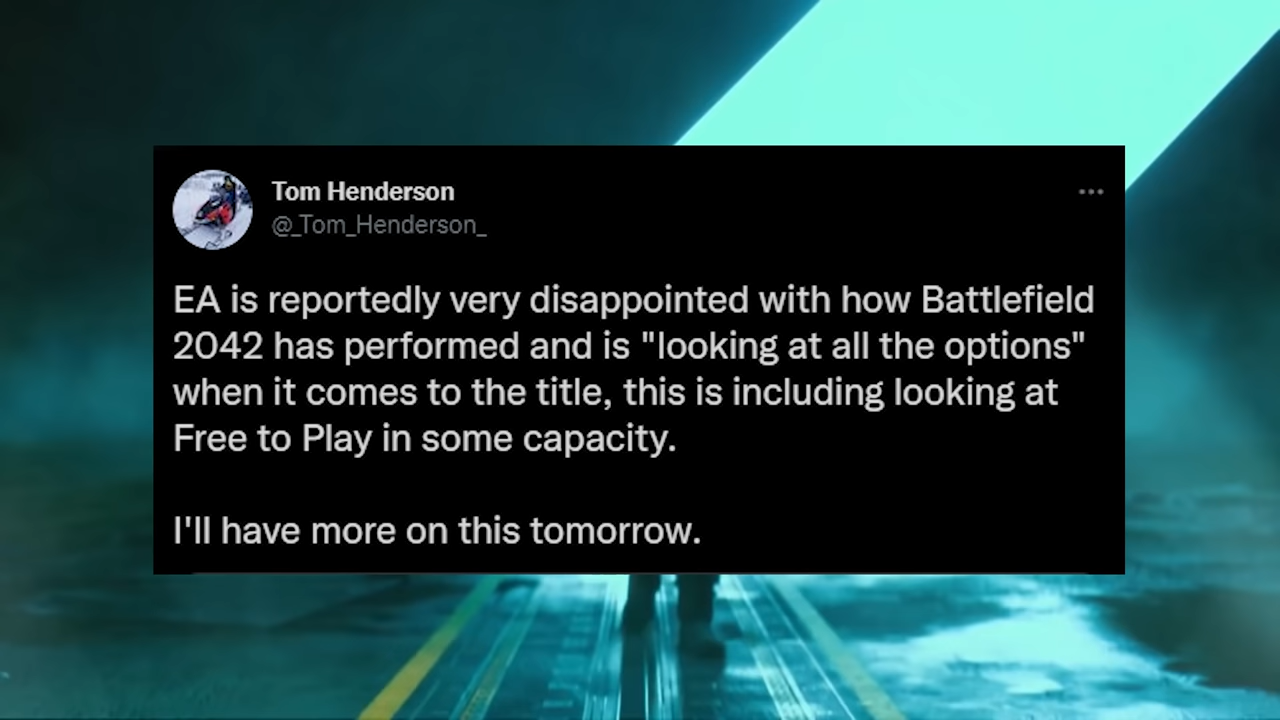 Tom Henderson
@_Tom_Henderson_
EA is reportedly very disappointed with how Battlefield
2042 has performed and is "looking at all the options"
when it comes to the title, this is including looking at
Free to Play in some capacity.
I'll have more on this tomorrow.